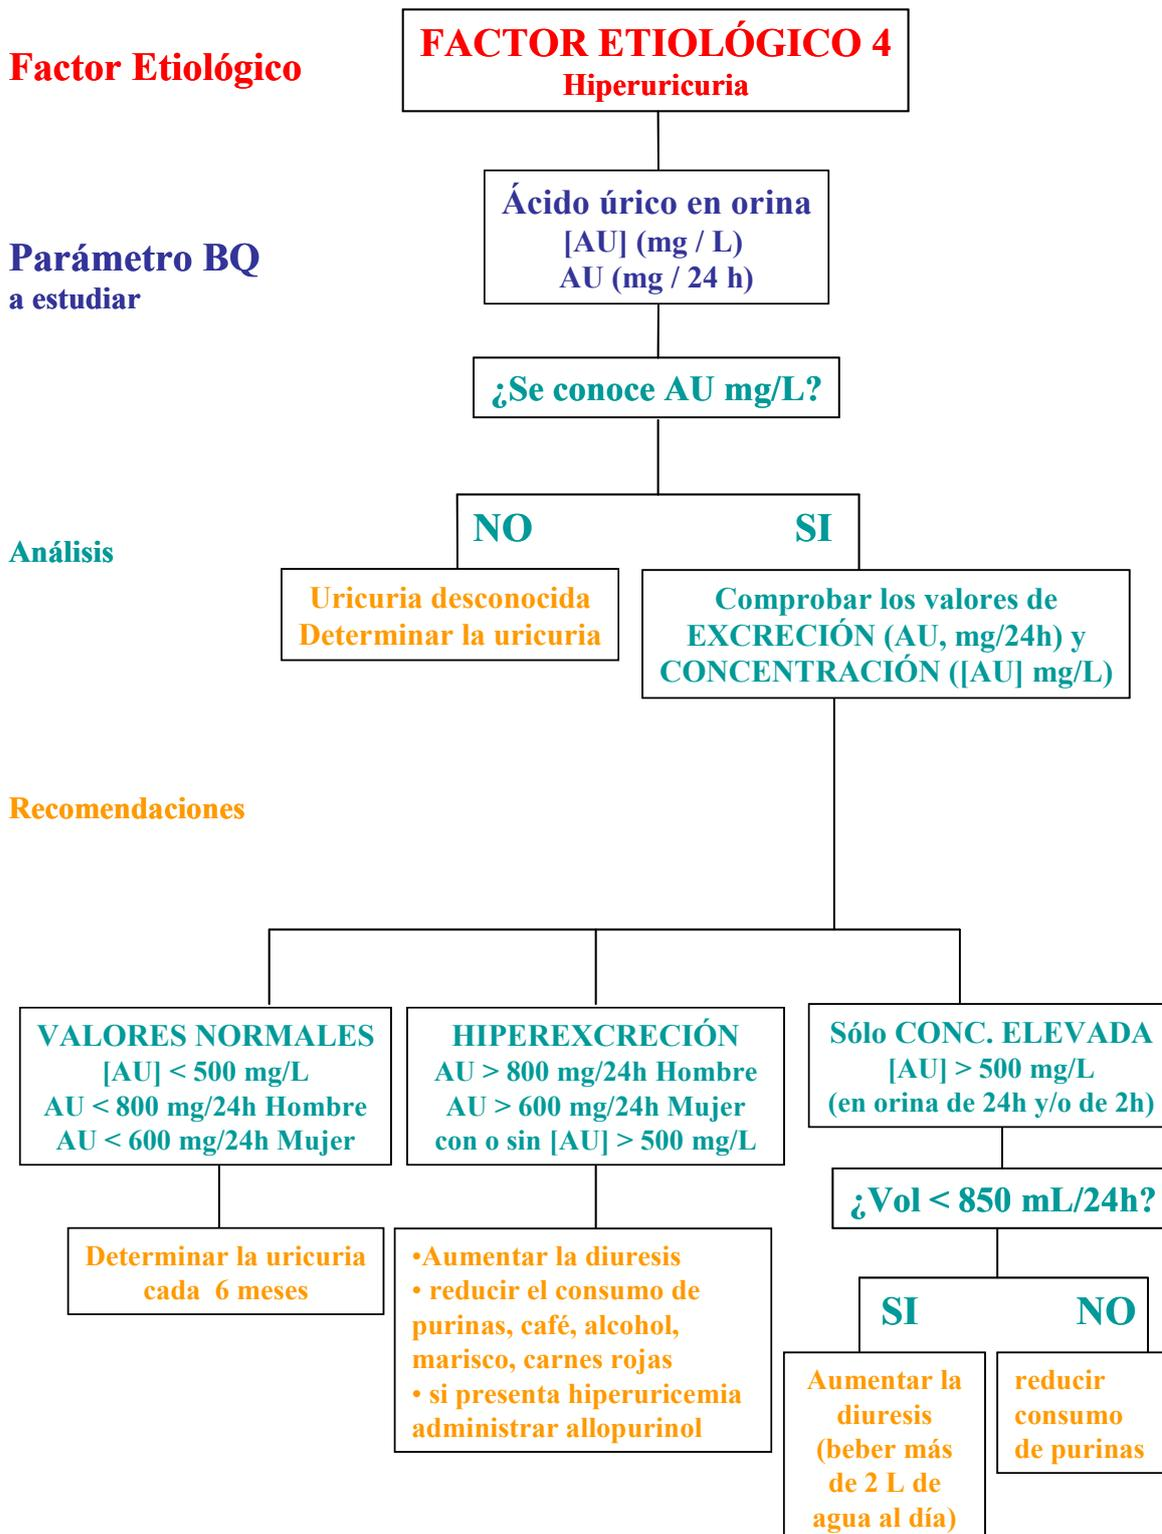 FACTOR ETIOLÓGICO 4
Hiperuricuria
Factor Etiológico
Ácido úrico en orina
[AU] (mg / L)
AU (mg / 24 h)
Parámetro BQ
a estudiar
¿Se conoce AU mg/L?
NO
SI
Análisis
Uricuria desconocida
Determinar la uricuria
Comprobar los valores de
EXCRECIÓN (AU, mg/24h) y
CONCENTRACIÓN ([AU] mg/L)
Recomendaciones
VALORES NORMALES
[AU] < 500 mg/L
AU < 800 mg/24h Hombre
AU < 600 mg/24h Mujer
HIPEREXCRECIÓN
AU > 800 mg/24h Hombre
AU > 600 mg/24h Mujer
con o sin [AU] > 500 mg/L
Sólo CONC. ELEVADA
[AU] > 500 mg/L
(en orina de 24h y/o de 2h)
¿Vol < 850 mL/24h?
Determinar la uricuria
cada 6 meses
•Aumentar la diuresis
• reducir el consumo de
purinas, café, alcohol,
marisco, carnes rojas
• si presenta hiperuricemia
administrar allopurinol
SI
NO
Aumentar la
diuresis
(beber más
de 2 L de
agua al día)
reducir
consumo
de purinas